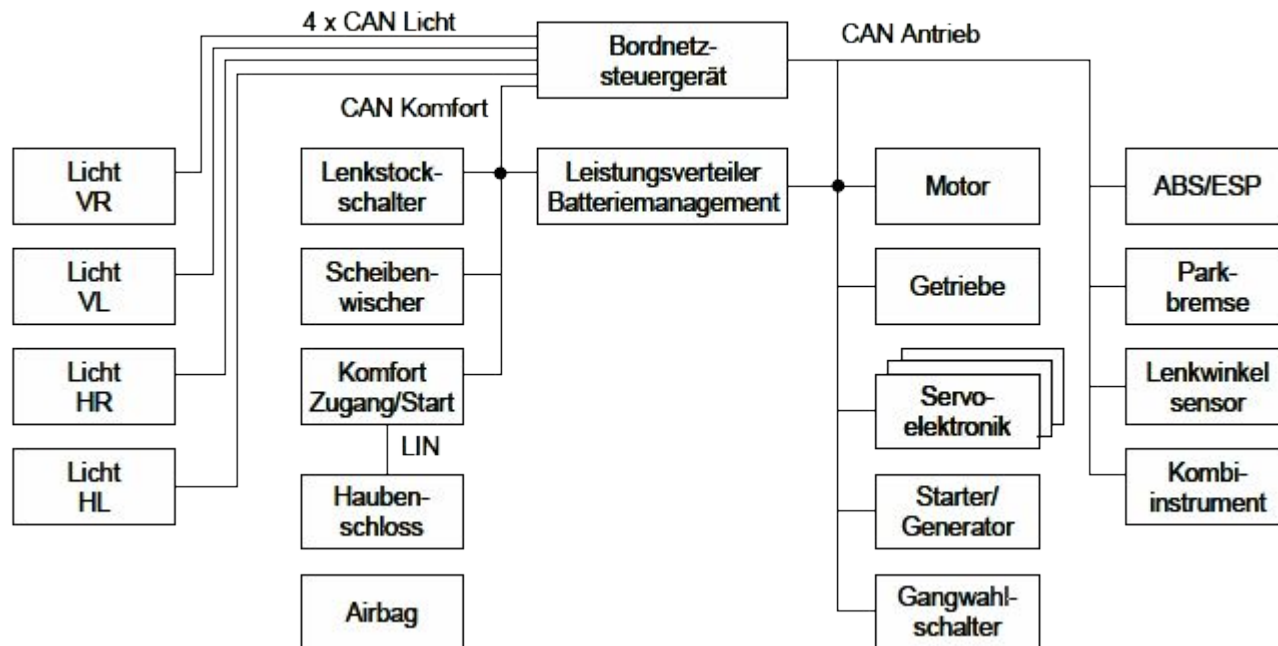 4 x CAN Licht
Bordnetz-
steuergerät
CAN Antrieb
CAN Komfort
Licht
VR
Lenkstock-
schalter
Leistungsverteiler
Batteriemanagement
Motor
ABS/ESP
Licht
VL
Scheiben-
wischer
Getriebe
Park-
bremse
Licht
HR
Komfort
Zugang/Start
Servo-
elektronik
Lenkwinkel
sensor
LIN
Licht
HL
Hauben-
schloss
Starter/
Generator
Kombi-
instrument
Airbag
Gangwahl-
schalter